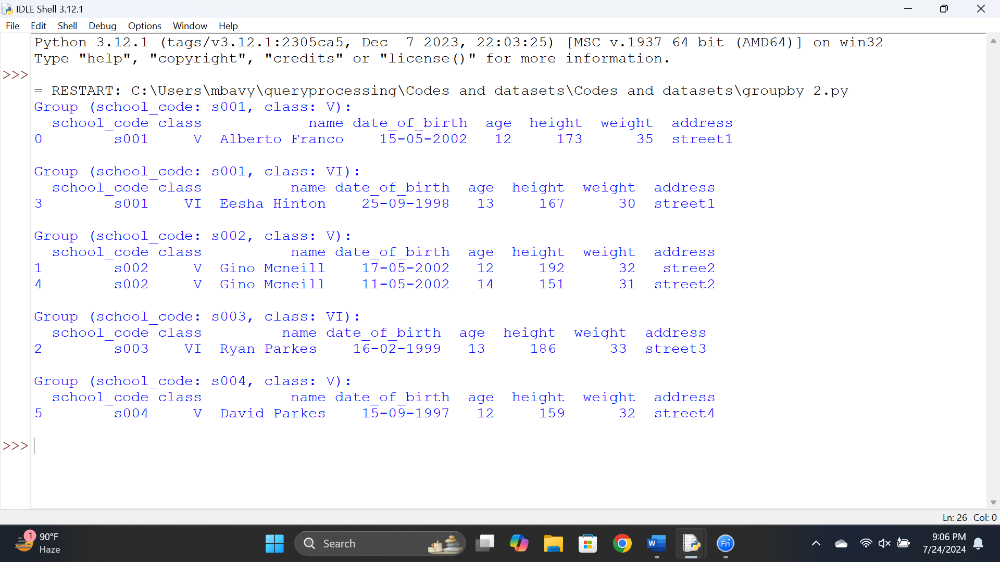 IDLE Shell 3.12.1
File Edit Shell Debug Options Window Help
Python 3.12.1 (tags/v3.12.1:2305ca5, Dec  7 2023, 22:03:25) [MSC v.1937 64 bit (AMD64)] on win32
Type "help", "copyright", "credits" or "license()" for more information.
>>>
= RESTART: C:\Users\mbavy\queryprocessing\Codes and datasets\Codes and datasets\groupby 2.py
Group (school_code: s001, class: V):
  school_code class            name date_of_birth  age  height  weight  address
0        s001     V  Alberto Franco    15-05-2002   12     173      35  street1
Group (school_code: s001, class: VI):
  school_code class          name date_of_birth  age  height  weight  address
3        s001    VI  Eesha Hinton    25-09-1998   13     167      30  street1
Group (school_code: s002, class: V):
  school_code class          name date_of_birth  age  height  weight  address
1        s002     V  Gino Mcneill    17-05-2002   12     192      32   stree2
4        s002     V  Gino Mcneill    11-05-2002   14     151      31  street2
Group (school_code: s003, class: VI):
  school_code class         name date_of_birth  age  height  weight  address
2        s003    VI  Ryan Parkes    16-02-1999   13     186      33  street3
Group (school_code: s004, class: V):
  school_code class          name date_of_birth  age  height  weight  address
5        s004     V  David Parkes    15-09-1997   12     159      32  street4
>>>
Ln: 26 Col: 0
1 90°F
Haze
Search
W
Fn
9:06 PM
7/24/2024